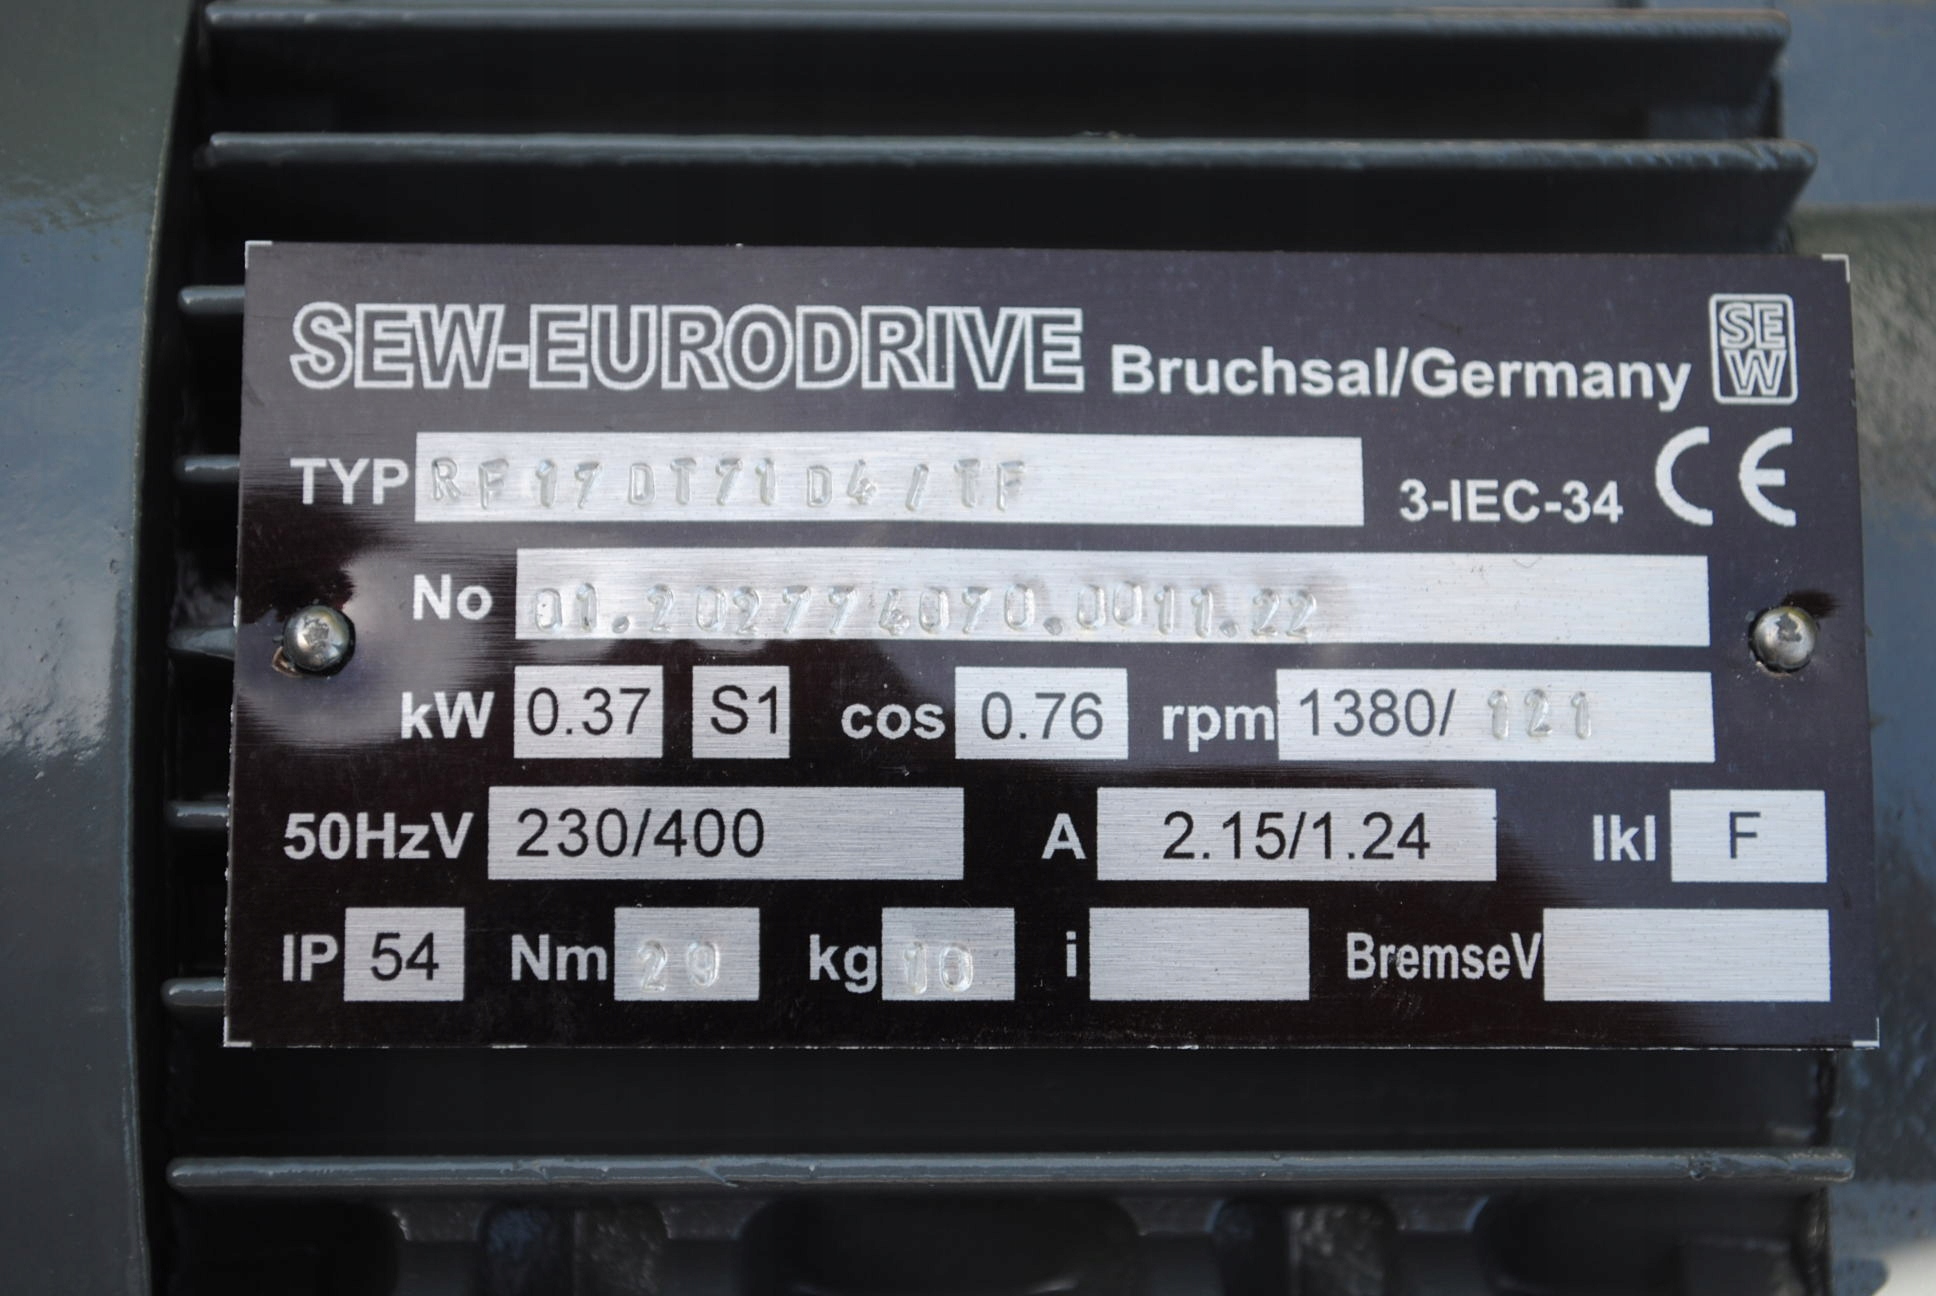 SEW-EURODRIVE Bruchsal/Germany SEW
TYP RF17DT71D4/TF 3-IEC-34 CE
No 01.2027774070.0011.22
kW 0.37 S1 cos 0.76 rpm 1380/121
50HzV 230/400 A 2.15/1.24 Ikl F
IP 54 Nm 29 kg 10 i BremseV